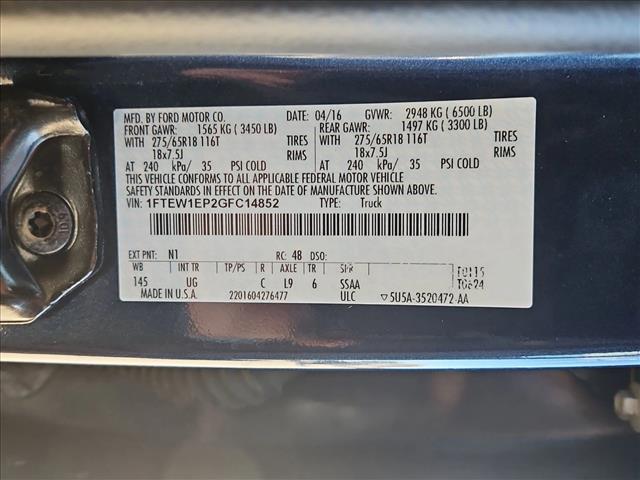 MFD. BY FORD MOTOR CO. 04/16 GVWR: 2948 KG ( 6500 LB)
FRONT GAWR: 1565 KG ( 3450 LB) REAR GAWR: 1497 KG ( 3300 LB)
WITH 275/65R18 116T TIRES WITH 275/65R18 116T TIRES
18x7.5J RIMS 18x7.5J RIMS
AT 240 kPa/ 35 PSI COLD AT 240 kPa/ 35 PSI COLD
THIS VEHICLE CONFORMS TO ALL APPLICABLE FEDERAL MOTOR VEHICLE
SAFETY STANDARDS IN EFFECT ON THE DATE OF MANUFACTURE SHOWN ABOVE.
VIN: 1FTEW1EP2GFC14852 TYPE: Truck
EXT PNT: N1 RC: 48 DSO:
WB INT TR TP/PS R AXLE TR SPR T0115
145 UG C L9 6 SSAA T0624
MADE IN U.S.A. 2201604276477 ULC ▽5U5A-3520472-AA